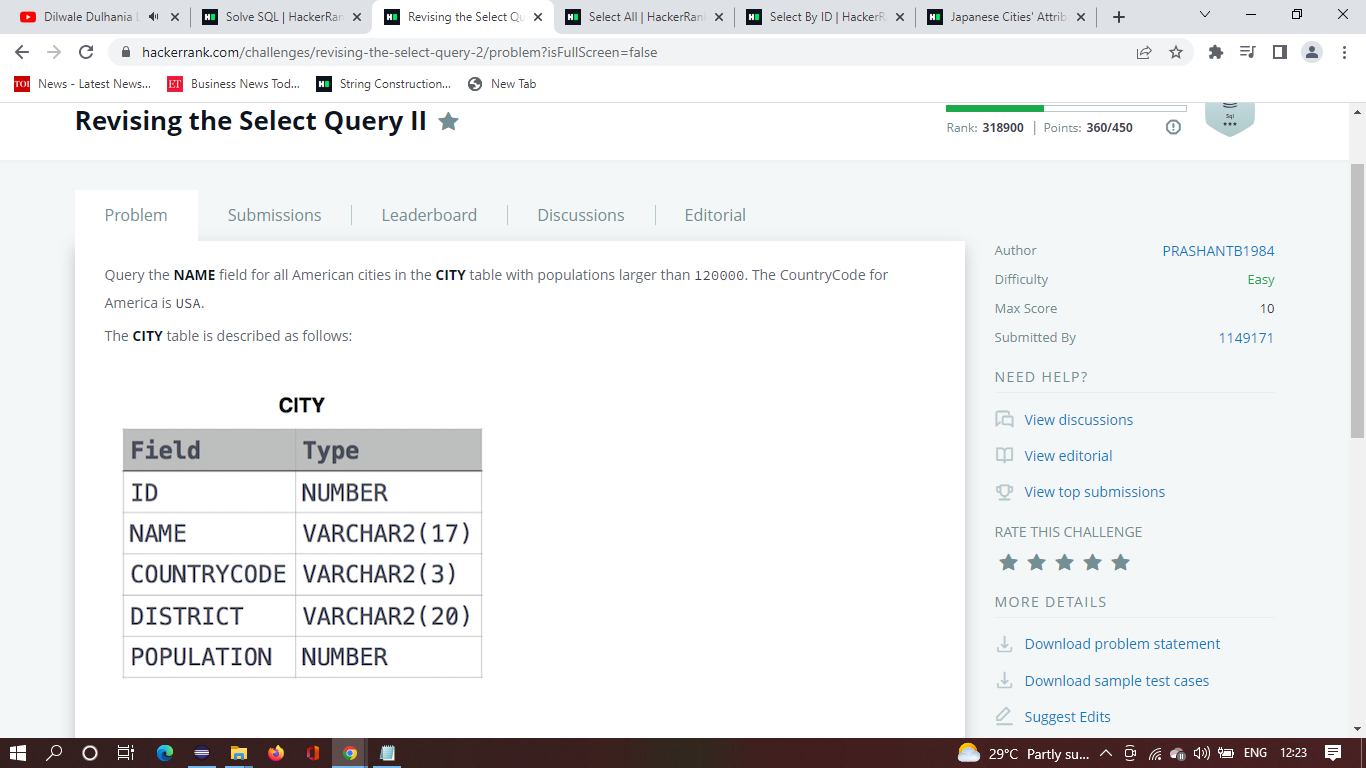 Dilwale Dulhania L
Solve SQL | HackerRan
Revising the Select Qu
Select All | HackerRank
Select By ID | HackerR
Japanese Cities' Attrib
hackerrank.com/challenges/revising-the-select-query-2/problem?isFullScreen=false
TOI News - Latest News...
ET Business News Tod...
String Construction...
New Tab
Revising the Select Query II
Rank: 318900 | Points: 360/450
Sql
Problem
Submissions
Leaderboard
Discussions
Editorial
Query the NAME field for all American cities in the CITY table with populations larger than 120000. The CountryCode for
America is USA.
The CITY table is described as follows:
CITY
Field Type
ID NUMBER
NAME VARCHAR2(17)
COUNTRYCODE VARCHAR2(3)
DISTRICT VARCHAR2(20)
POPULATION NUMBER
Author PRASHANTB1984
Difficulty Easy
Max Score 10
Submitted By 1149171
NEED HELP?
View discussions
View editorial
View top submissions
RATE THIS CHALLENGE
MORE DETAILS
Download problem statement
Download sample test cases
Suggest Edits
29°C Partly su...
ENG
12:23